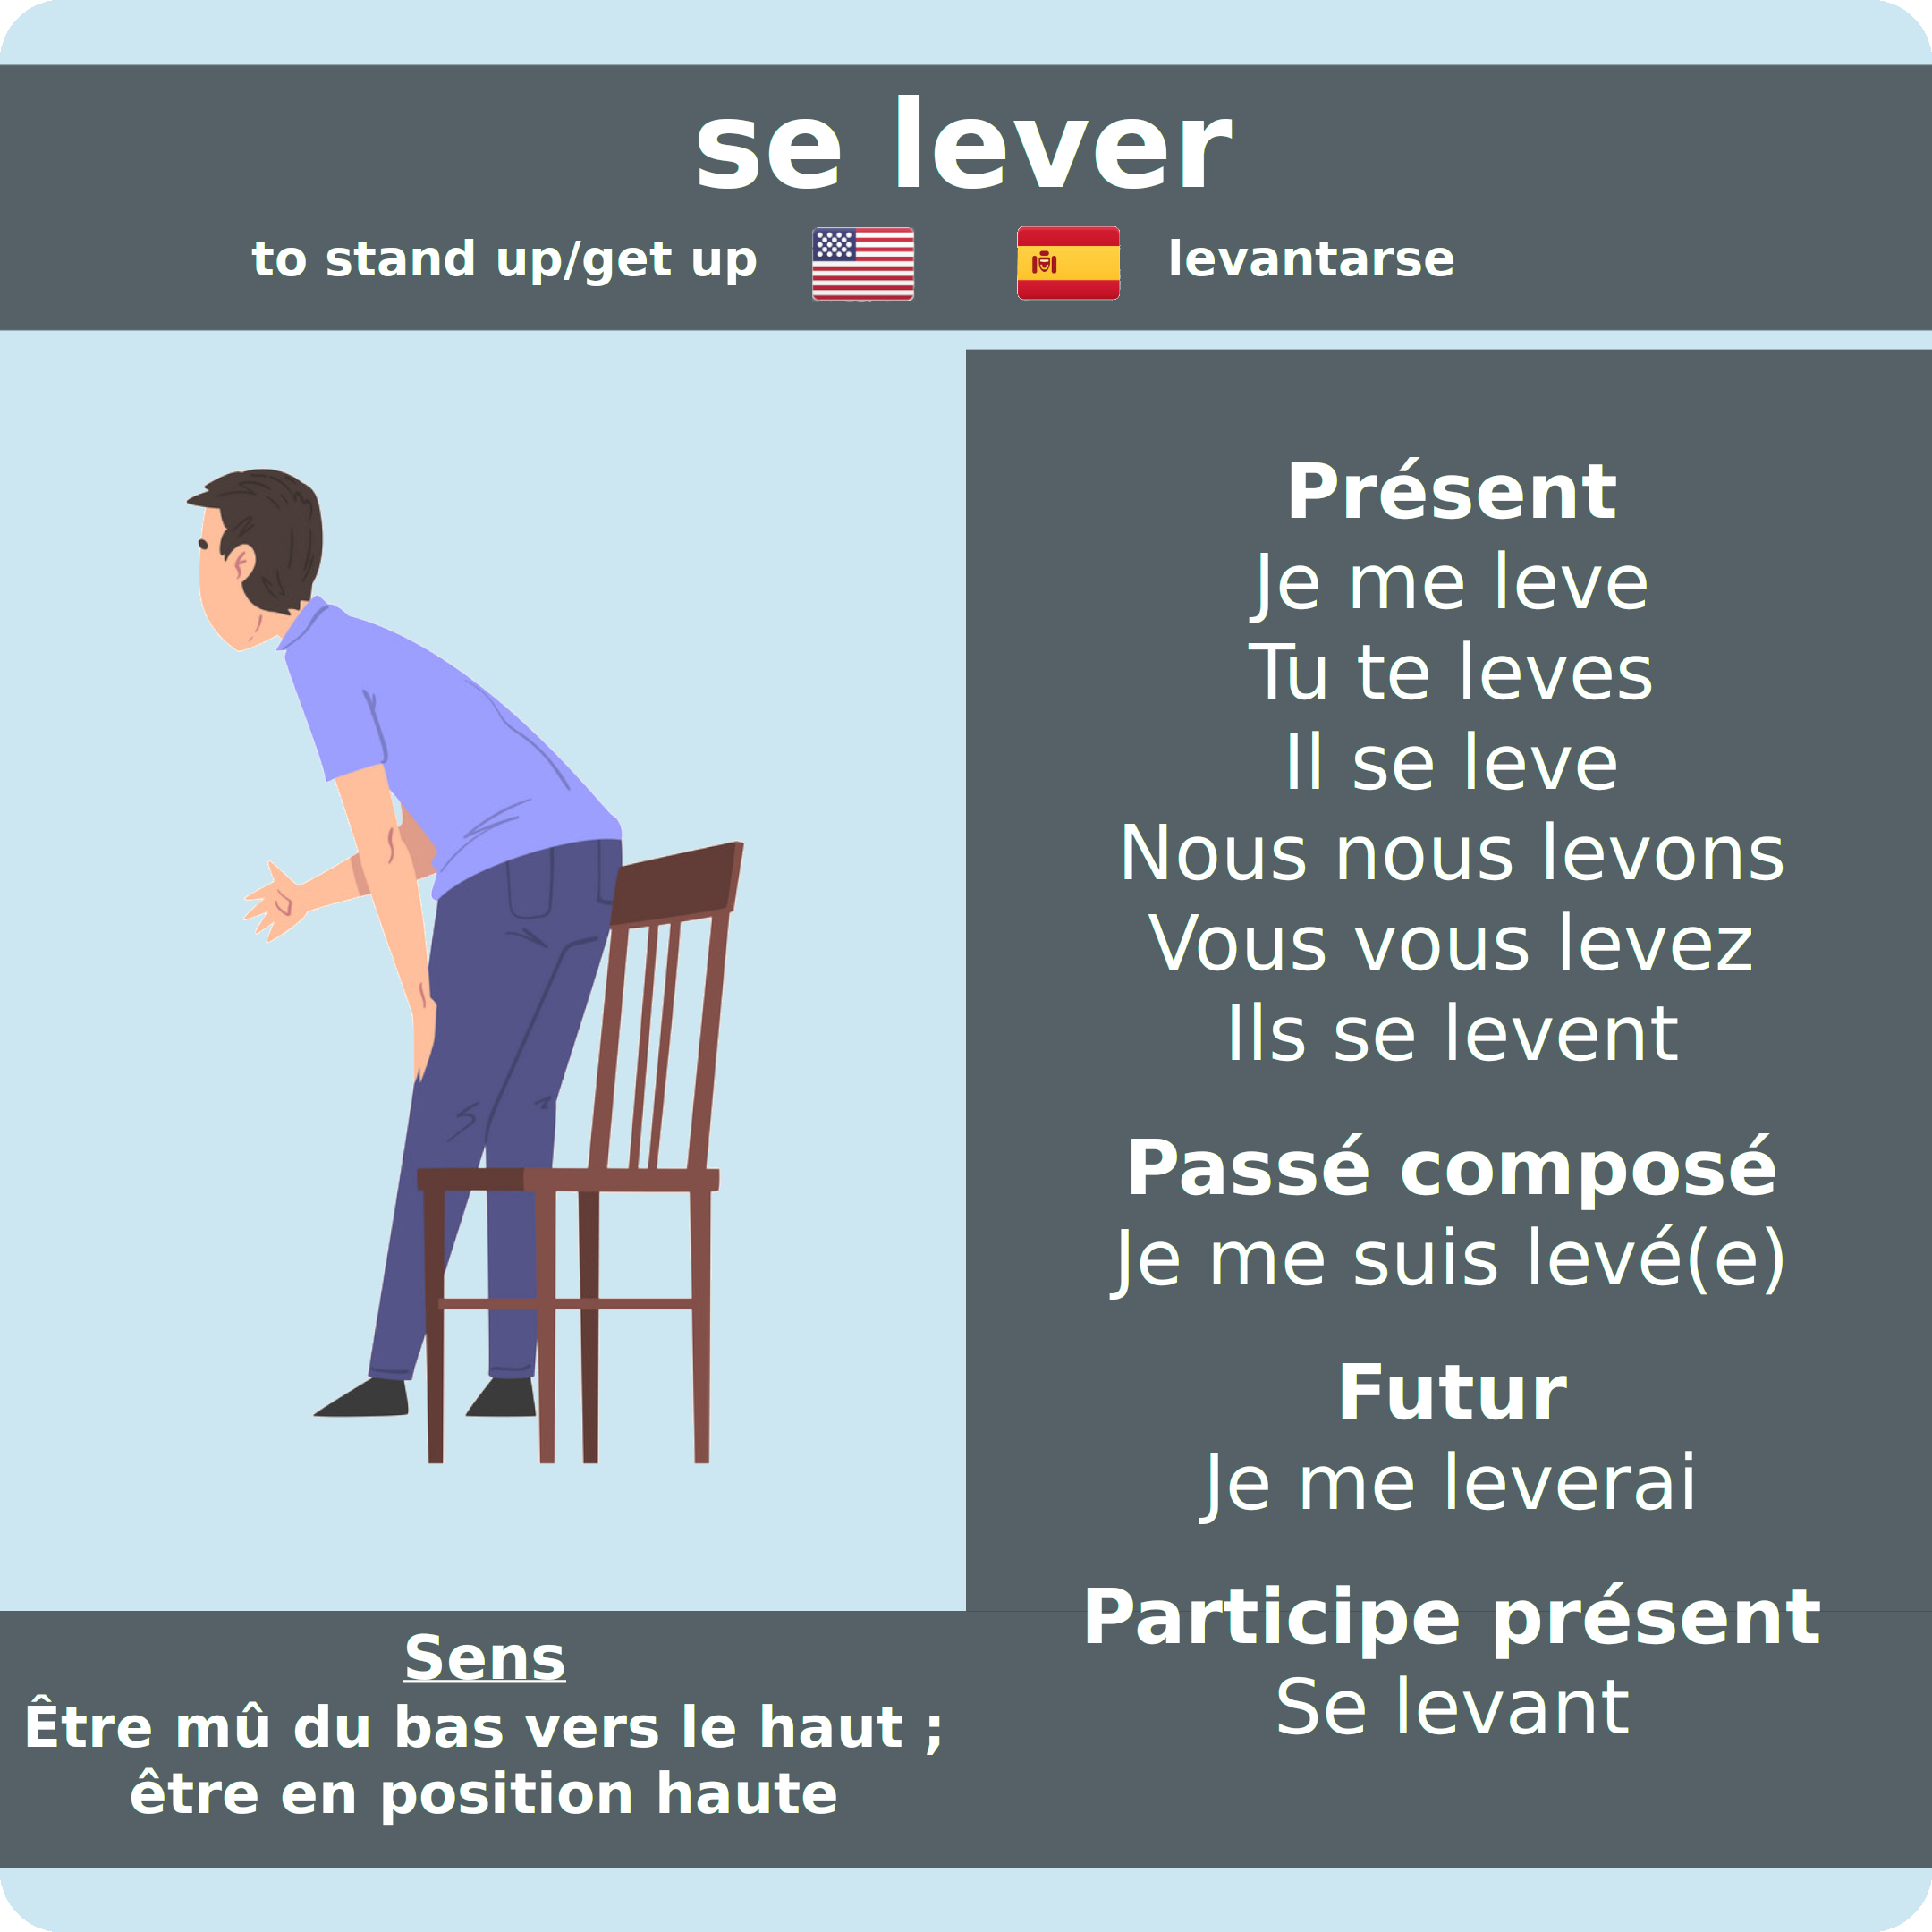 se lever
to stand up/get up
levantarse
Présent
Je me leve
Tu te leves
Il se leve
Nous nous levons
Vous vous levez
Ils se levent
Passé composé
Je me suis levé(e)
Futur
Je me leverai
Participe présent
Se levant
Sens
Être mû du bas vers le haut ;
être en position haute